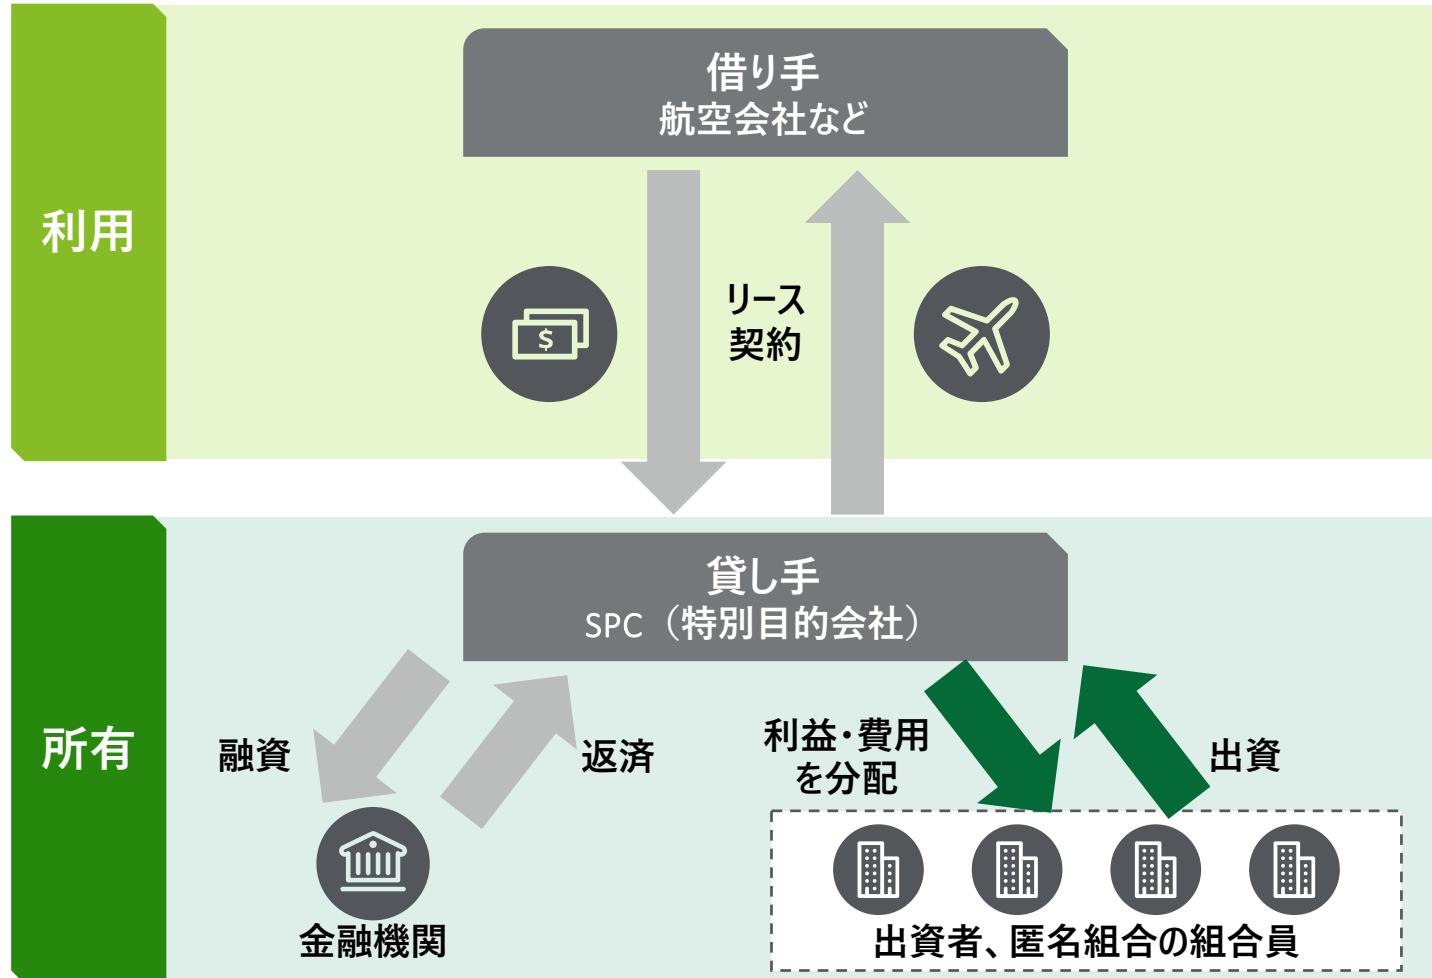 利用
借り手
航空会社など
$
リース
契約
所有
貸し手
SPC（特別目的会社）
融資
返済
利益・費用
を分配
出資
金融機関
出資者、匿名組合の組合員